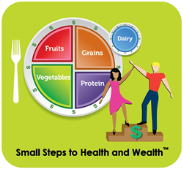 Dairy
Fruits
Grains
Vegetables
Protein
$
Small Steps to Health and Wealth™